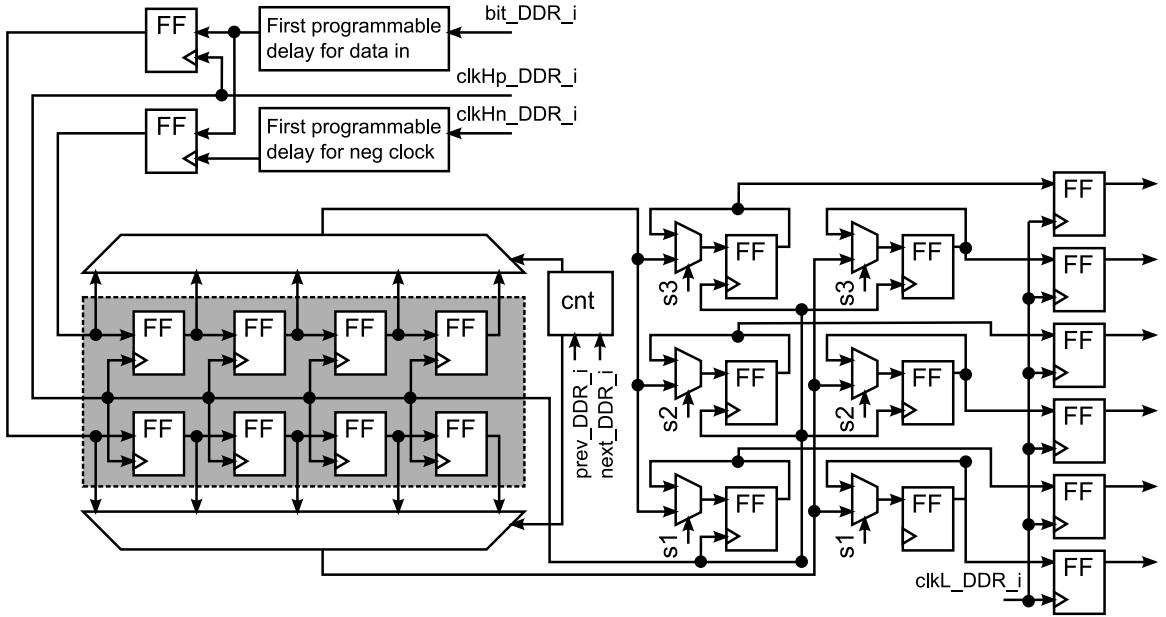 bit_DDR_i
FF
First programmable
delay for data in
clkHp_DDR_i
clkHn_DDR_i
FF
First programmable
delay for neg clock
FF
FF
FF
s3
s3
FF
cnt
FF
FF
FF
FF
FF
prev_DDR_i
next_DDR_i
FF
FF
s2
s2
FF
FF
FF
FF
FF
FF
FF
s1
s1
FF
clkL_DDR_i
FF